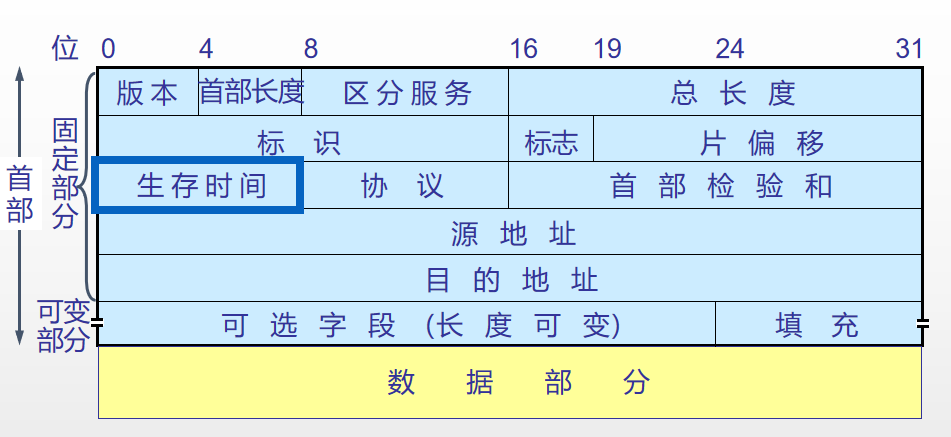 位 0 4 8 16 19 24 31
版本 首部长度 区分服务 总长度
标识 标志 片偏移
生存时间 协议 首部检验和
源地址
目的地址
可选字段 (长度可变) 填充
数据部分
首部
固定部分
可变部分